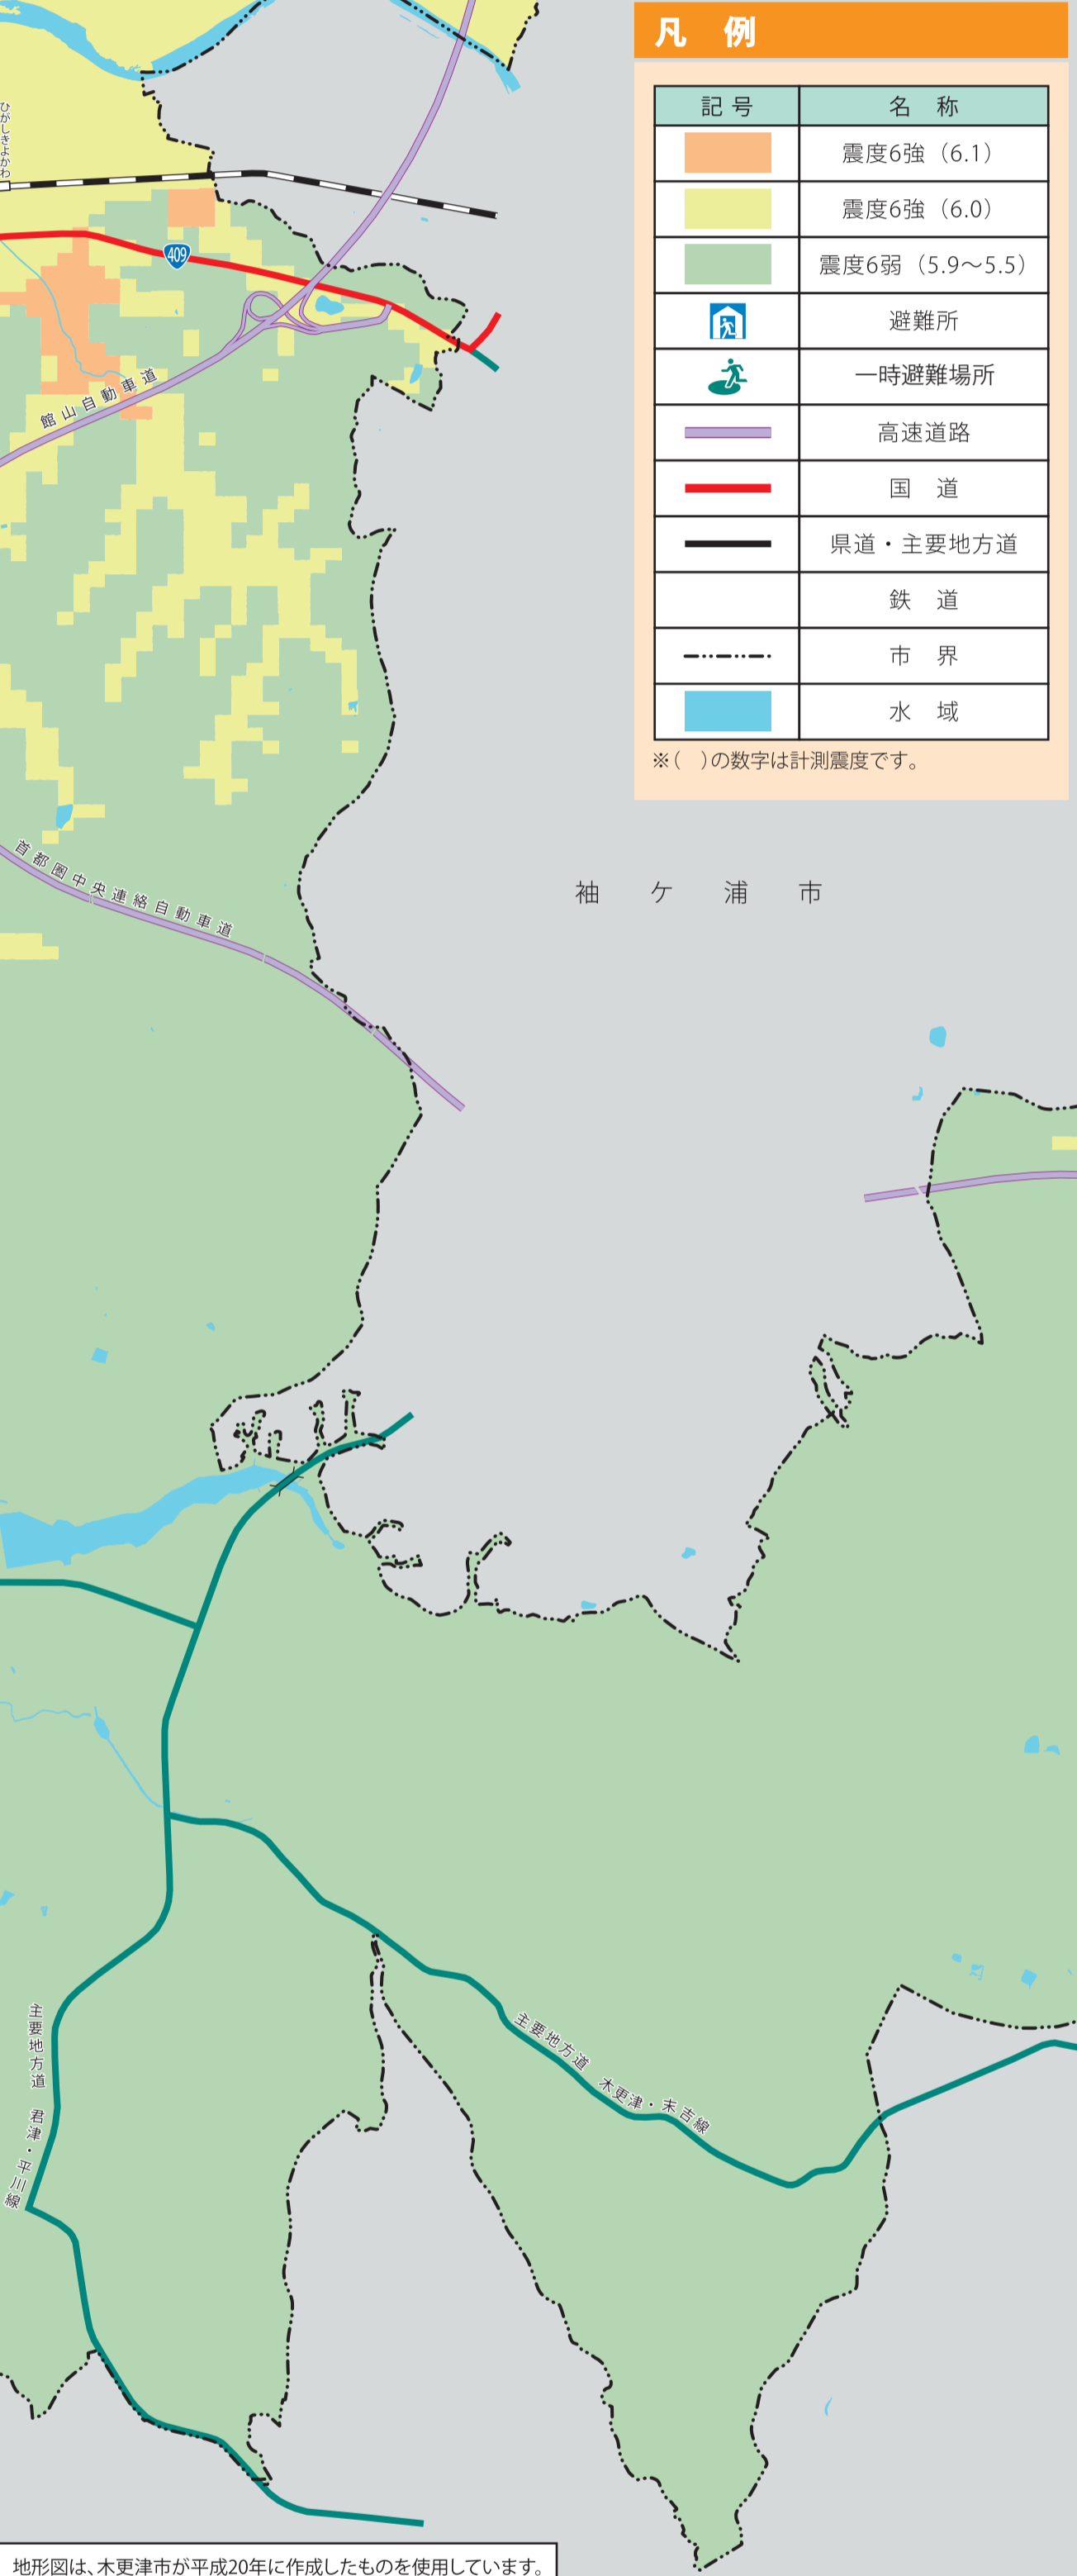 凡 例
記号 名 称
震度6強（6.1）
震度6強（6.0）
震度6弱（5.9～5.5）
避難所
一時避難場所
高速道路
国 道
県道・主要地方道
鉄 道
市 界
水 域
※（ ）の数字は計測震度です。
ひがしきよかわ
409
館山自動車道
首都圏中央連絡自動車道
袖ケ浦市
主要地方道 君津・平川線
主要地方道 木更津・末吉線
地形図は、木更津市が平成20年に作成したものを使用しています。